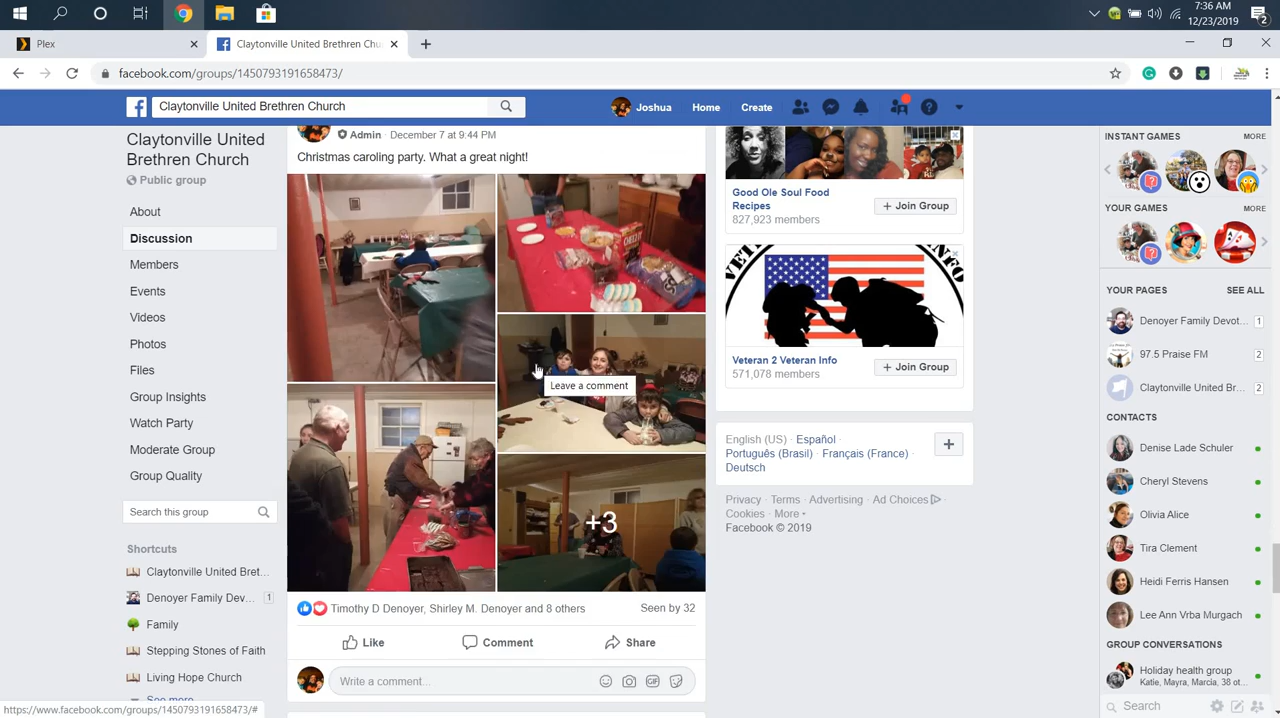 7:36 AM
12/23/2019
2
Plex
Claytonville United Brethren Chu
facebook.com/groups/1450793191658473/
Claytonville United Brethren Church
Joshua
Home
Create
Claytonville United
Brethren Church
Public group
About
Discussion
Members
Events
Videos
Photos
Files
Group Insights
Watch Party
Moderate Group
Group Quality
Search this group
Shortcuts
Claytonville United Bret...
Denoyer Family Dev...
1
Family
Stepping Stones of Faith
Living Hope Church
See more
https://www.facebook.com/groups/1450793191658473/#
Admin · December 7 at 9:44 PM
Christmas caroling party. What a great night!
Leave a comment
+3
Timothy D Denoyer, Shirley M. Denoyer and 8 others
Seen by 32
Like
Comment
Share
Write a comment...
GIF
Good Ole Soul Food
Recipes
827,923 members
+ Join Group
Veteran 2 Veteran Info
571,078 members
+ Join Group
English (US) · Español ·
Português (Brasil) · Français (France) ·
Deutsch
Privacy · Terms · Advertising · Ad Choices ·
Cookies · More
Facebook © 2019
INSTANT GAMES
MORE
YOUR GAMES
MORE
YOUR PAGES
SEE ALL
Denoyer Family Devot...
1
97.5 Praise FM
2
Claytonville United Br...
2
CONTACTS
Denise Lade Schuler
Cheryl Stevens
Olivia Alice
Tira Clement
Heidi Ferris Hansen
Lee Ann Vrba Murgach
GROUP CONVERSATIONS
Holiday health group
Katie, Mayra, Marcia, 38 ot...
Search